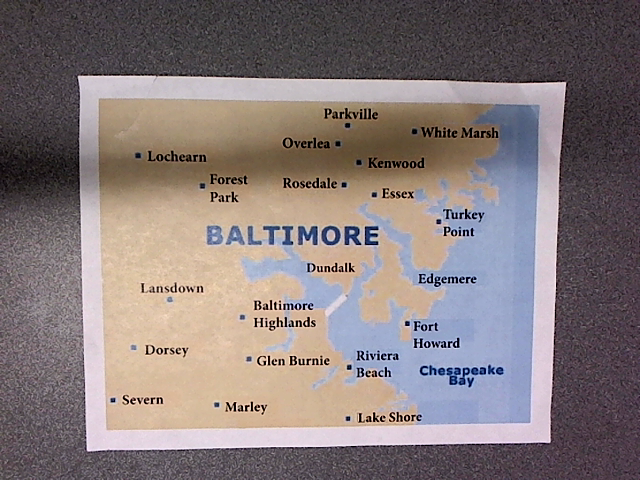 Parkville
White Marsh
Overlea
Lochearn
Kenwood
Forest
Park
Rosedale
Essex
Turkey
Point
BALTIMORE
Dundalk
Edgemere
Lansdown
Baltimore
Highlands
Fort
Howard
Dorsey
Glen Burnie
Riviera
Beach
Chesapeake
Bay
Severn
Marley
Lake Shore